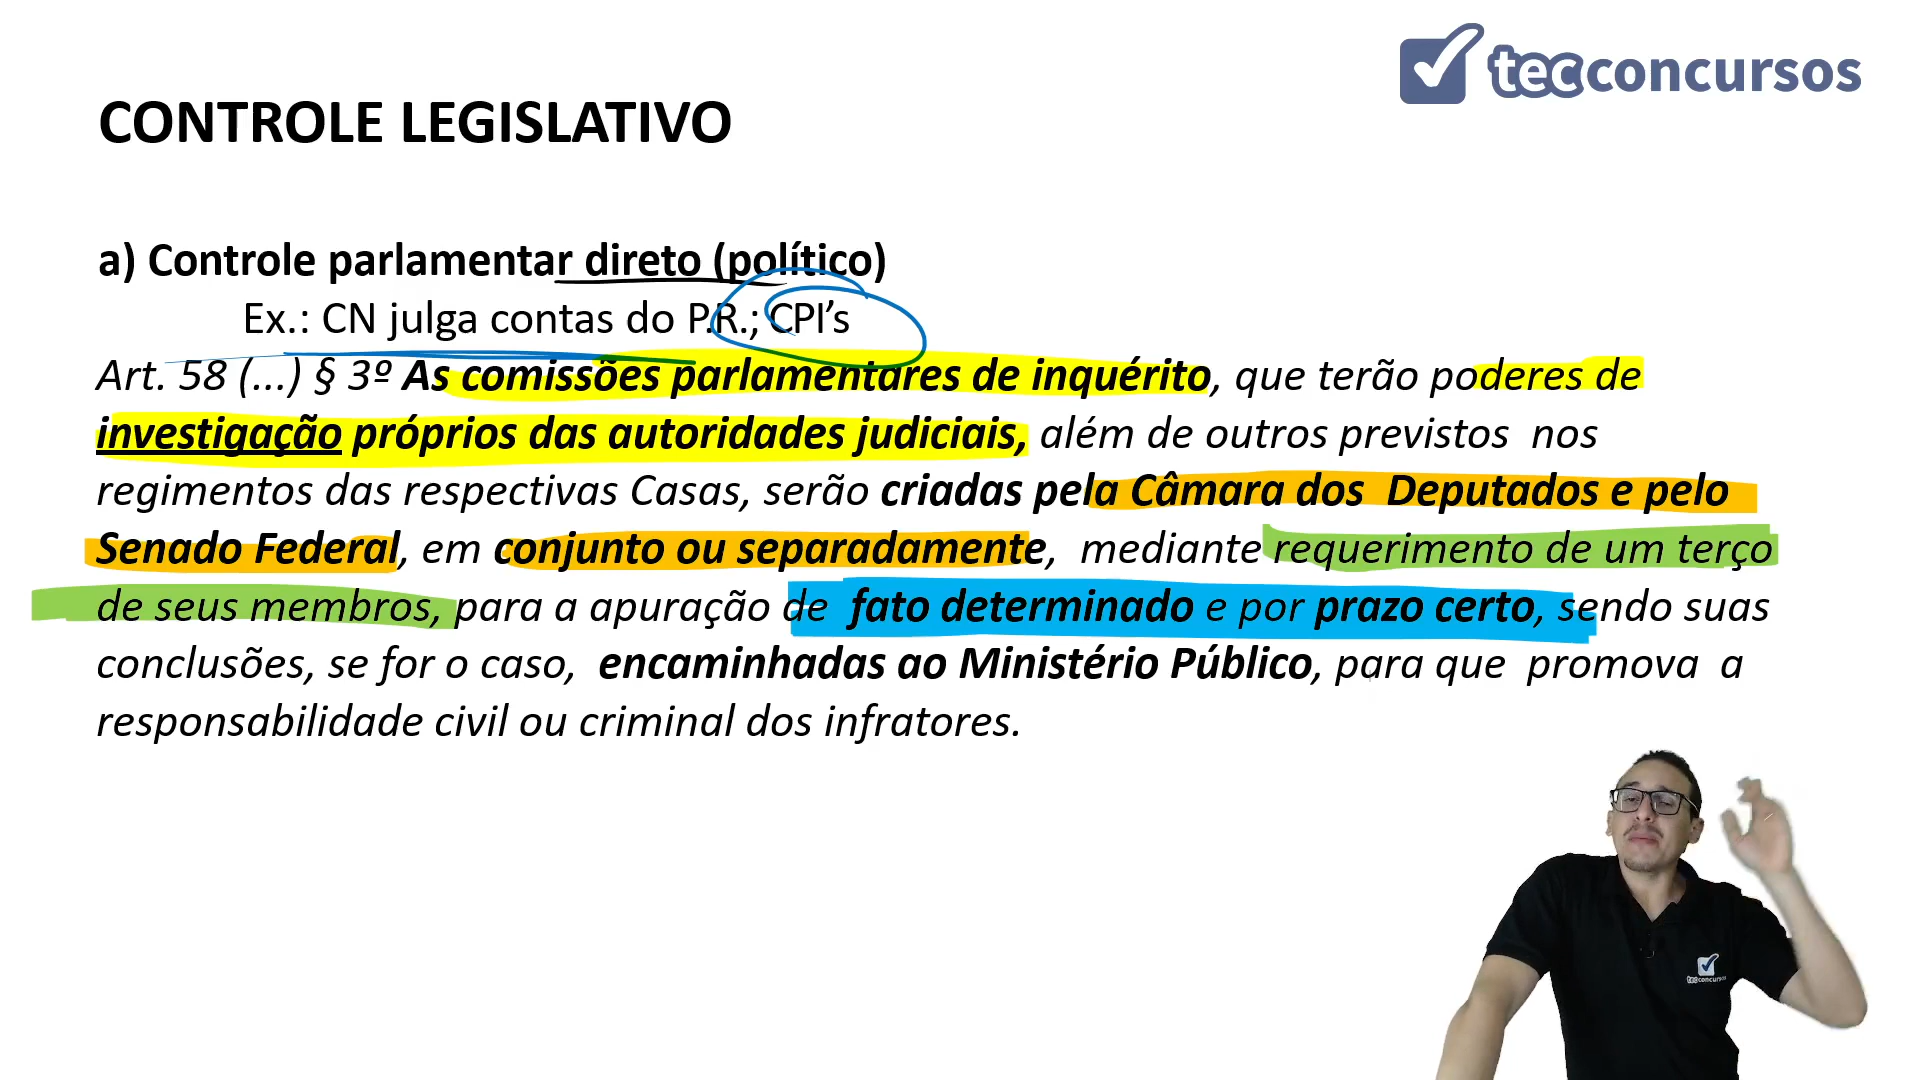 tecconcursos
CONTROLE LEGISLATIVO
a) Controle parlamentar direto (político)
Ex.: CN julga contas do P.R.; CPI’s
Art. 58 (...) § 3º As comissões parlamentares de inquérito, que terão poderes de
investigação próprios das autoridades judiciais, além de outros previstos nos
regimentos das respectivas Casas, serão criadas pela Câmara dos Deputados e pelo
Senado Federal, em conjunto ou separadamente, mediante requerimento de um terço
de seus membros, para a apuração de fato determinado e por prazo certo, sendo suas
conclusões, se for o caso, encaminhadas ao Ministério Público, para que promova a
responsabilidade civil ou criminal dos infratores.
tecconcursos